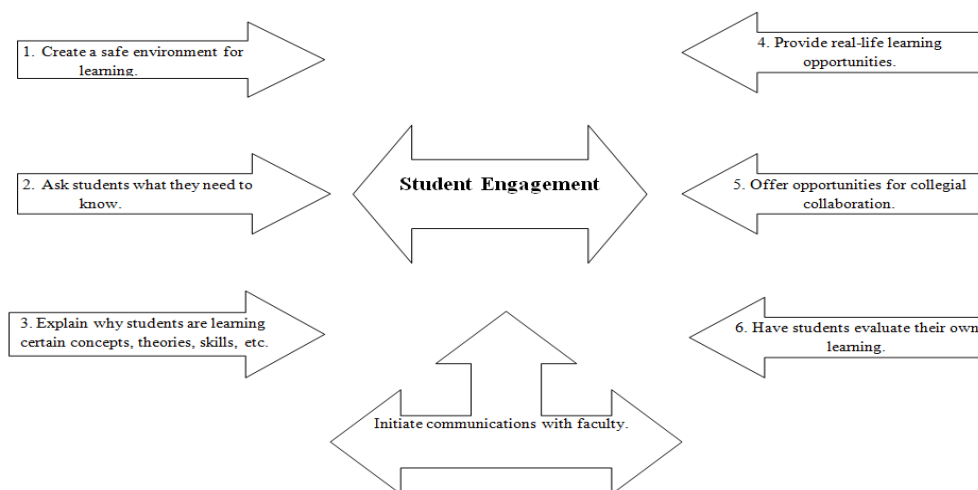 1. Create a safe environment for
learning.
2. Ask students what they need to
know.
3. Explain why students are learning
certain concepts, theories, skills, etc.
Student Engagement
Initiate communications with faculty.
4. Provide real-life learning
opportunities.
5. Offer opportunities for collegial
collaboration.
6. Have students evaluate their own
learning.